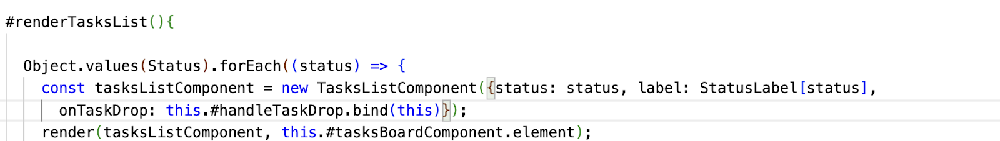 #renderTasksList(){
Object.values(Status).forEach((status) => {
const tasksListComponent = new TasksListComponent({status: status, label: StatusLabel[status],
onTaskDrop: this.#handleTaskDrop.bind(this)});
render(tasksListComponent, this.#tasksBoardComponent.element);